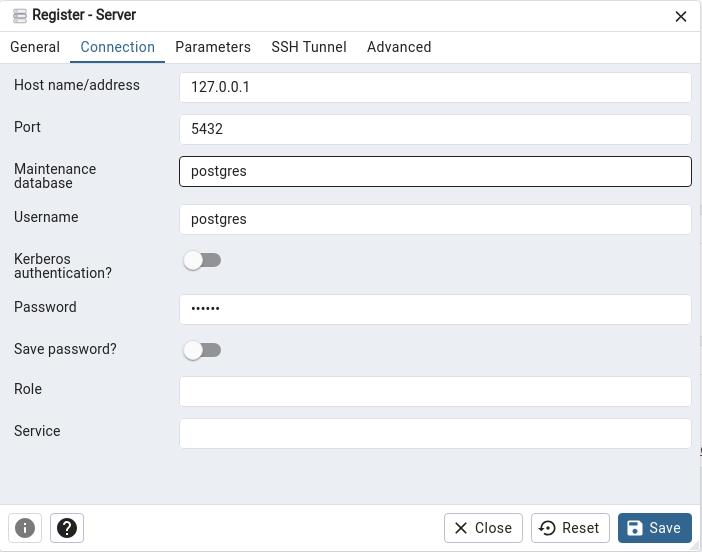 Register - Server
General Connection Parameters SSH Tunnel Advanced
Host name/address 127.0.0.1
Port 5432
Maintenance
database postgres
Username postgres
Kerberos
authentication?
Password ••••••
Save password?
Role
Service
Close Reset Save